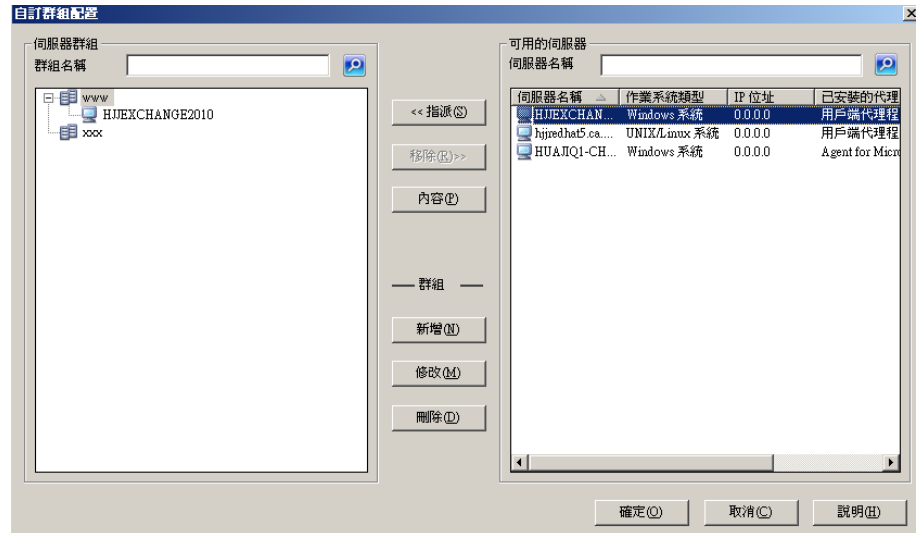 自訂群組配置
伺服器群組
群組名稱
www
HJJEXCHANGE2010
xxx
<< 指派(S)
移除(R)>>
內容(P)
群組
新增(N)
修改(M)
刪除(D)
可用的伺服器
伺服器名稱
伺服器名稱 作業系統類型 IP 位址 已安裝的代理
HJJEXCHAN... Windows 系統 0.0.0.0 用戶端代理程
hjjredhat5.ca.... UNIX/Linux 系統 0.0.0.0 用戶端代理程
HUAJIQ1-CH... Windows 系統 0.0.0.0 Agent for Micro
確定(O) 取消(C) 說明(H)